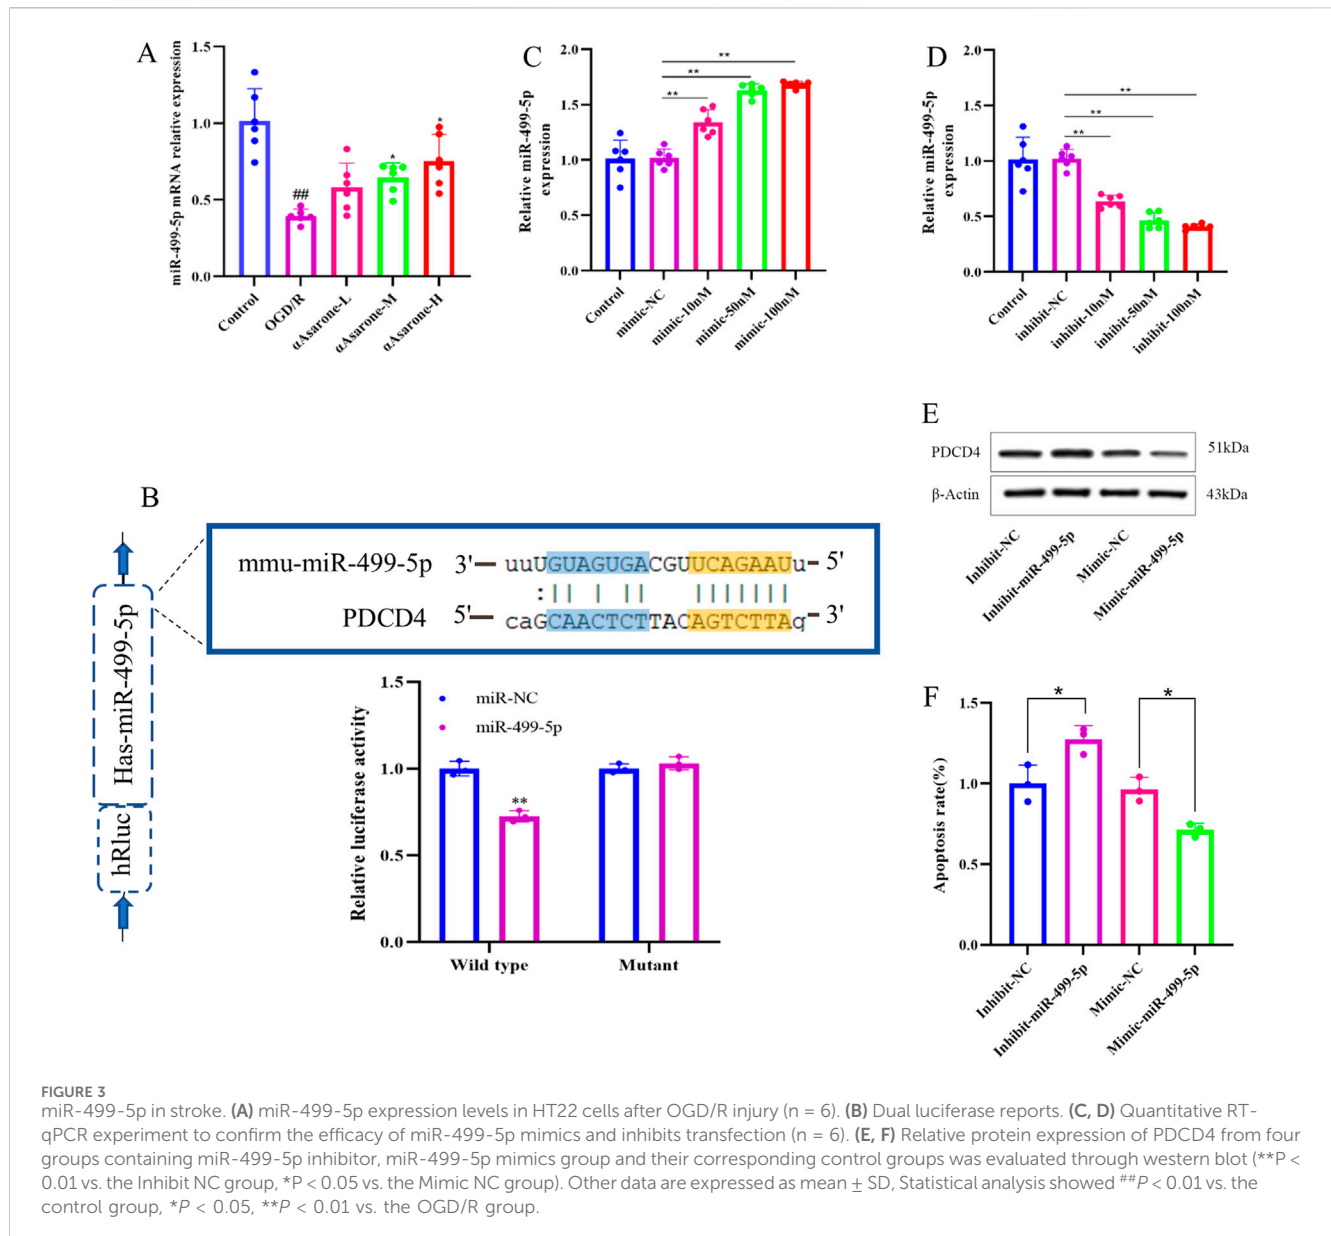 A
miR-499-5p mRNA relative expression
1.5
1.0
0.5
0.0
##
*
*
Control
OGD/R
αAsarone-L
αAsarone-M
αAsarone-H
C
Relative miR-499-5p
expression
2.0
1.5
1.0
0.5
0.0
**
**
**
Control
mimic-NC
mimic-10nM
mimic-50nM
mimic-100nM
D
Relative miR-499-5p
expression
2.0
1.5
1.0
0.5
0.0
**
**
**
Control
inhibit-NC
inhibit-10nM
inhibit-50nM
inhibit-100nM
B
Has-miR-499-5p
hRluc
mmu-miR-499-5p 3'— uuUGUAGUGACGUUCAGAAUu — 5'
:|| | || |||||||
PDCD4 5'— caGCAACTCTTACAGTCTTAg — 3'
Relative luciferase activity
1.5
1.0
0.5
0.0
miR-NC
miR-499-5p
**
Wild type
Mutant
E
PDCD4 51kDa
β-Actin 43kDa
Inhibit-NC
Inhibit-miR-499-5p
Mimic-NC
Mimic-miR-499-5p
F
Apoptosis rate(%)
1.5
1.0
0.5
0.0
*
*
Inhibit-NC
Inhibit-miR-499-5p
Mimic-NC
Mimic-miR-499-5p
FIGURE 3
miR-499-5p in stroke. (A) miR-499-5p expression levels in HT22 cells after OGD/R injury (n = 6). (B) Dual luciferase reports. (C, D) Quantitative RT-
qPCR experiment to confirm the efficacy of miR-499-5p mimics and inhibits transfection (n = 6). (E, F) Relative protein expression of PDCD4 from four
groups containing miR-499-5p inhibitor, miR-499-5p mimics group and their corresponding control groups was evaluated through western blot (**P <
0.01 vs. the Inhibit NC group, *P < 0.05 vs. the Mimic NC group). Other data are expressed as mean ± SD, Statistical analysis showed ##P < 0.01 vs. the
control group, *P < 0.05, **P < 0.01 vs. the OGD/R group.